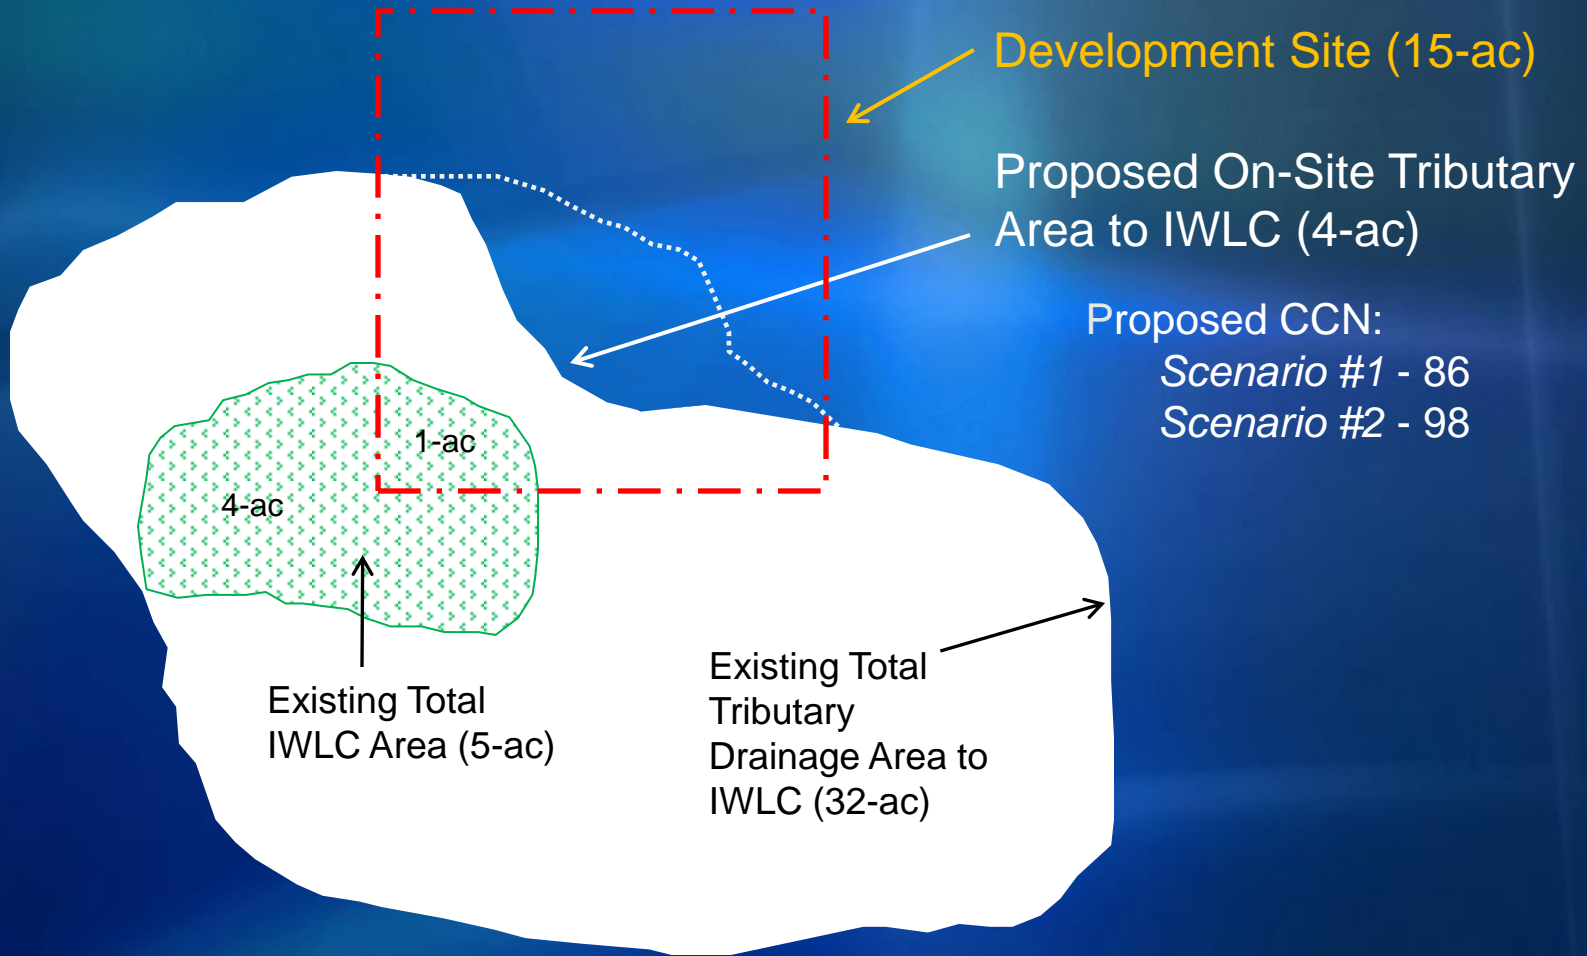 Development Site (15-ac)
Proposed On-Site Tributary
Area to IWLC (4-ac)
Proposed CCN:
Scenario #1 - 86
Scenario #2 - 98
1-ac
4-ac
Existing Total
IWLC Area (5-ac)
Existing Total
Tributary
Drainage Area to
IWLC (32-ac)